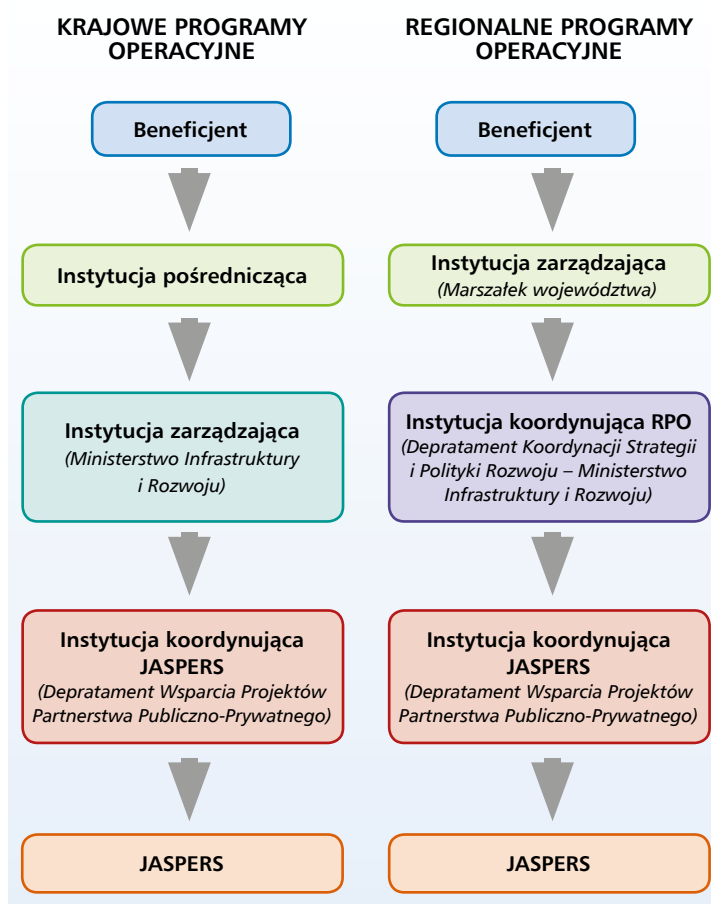 KRAJOWE PROGRAMY
OPERACYJNE
Beneficjent
Instytucja pośrednicząca
Instytucja zarządzająca
(Ministerstwo Infrastruktury
i Rozwoju)
Instytucja koordynująca
JASPERS
(Depratament Wsparcia Projektów
Partnerstwa Publiczno-Prywatnego)
JASPERS
REGIONALNE PROGRAMY
OPERACYJNE
Beneficjent
Instytucja zarządzająca
(Marszałek województwa)
Instytucja koordynująca RPO
(Depratament Koordynacji Strategii
i Polityki Rozwoju – Ministerstwo
Infrastruktury i Rozwoju)
Instytucja koordynująca
JASPERS
(Depratament Wsparcia Projektów
Partnerstwa Publiczno-Prywatnego)
JASPERS